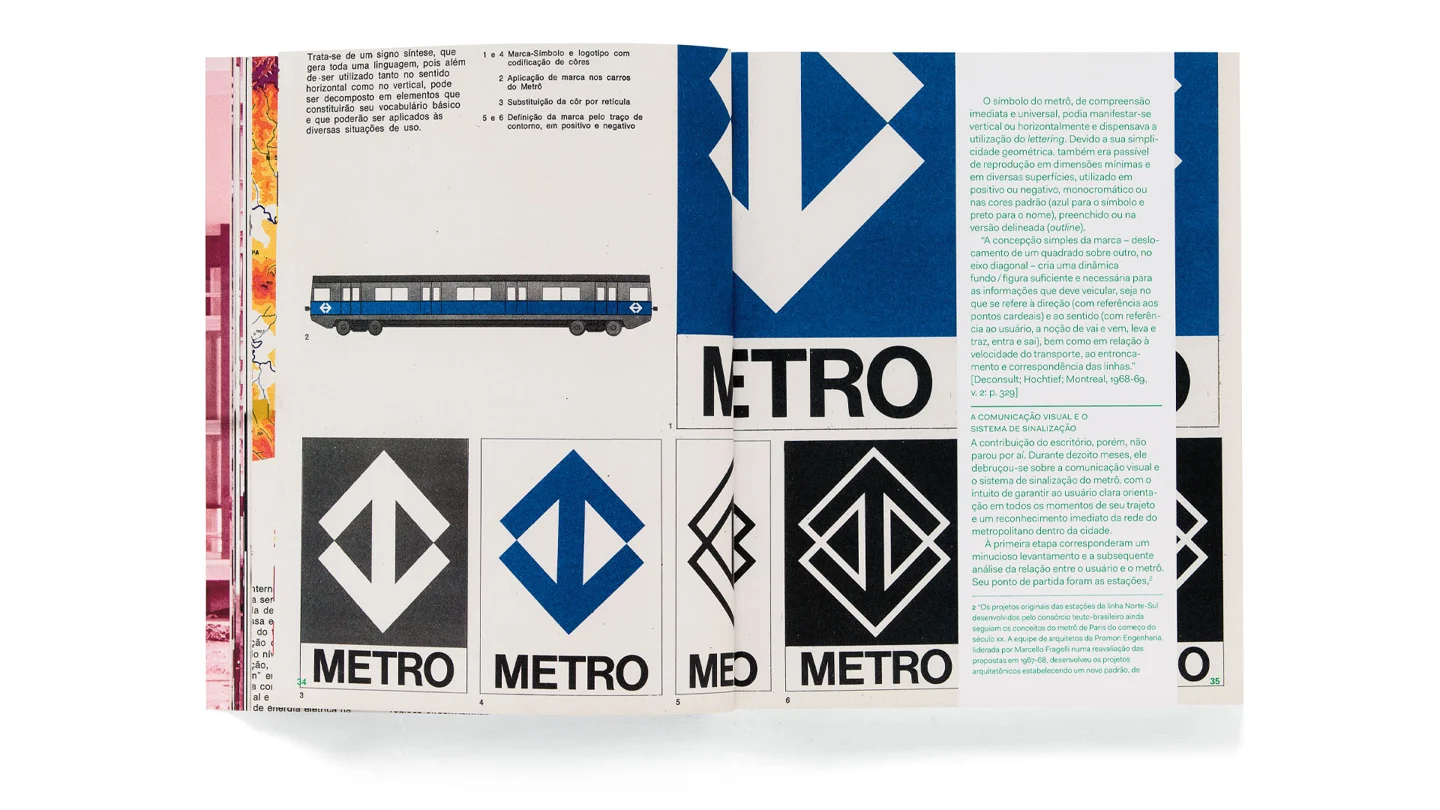 Trata-se de um signo síntese, que
gera toda uma linguagem, pois além
de ser utilizado tanto no sentido
horizontal como no vertical, pode
ser decomposto em elementos que
constituirão seu vocabulário básico
e que poderão ser aplicados às
diversas situações de uso.
1 e 4 Marca-Símbolo e logotipo com
codificação de côres
2 Aplicação de marca nos carros
do Metrô
3 Substituição da côr por retícula
5 e 6 Definição da marca pelo traço de
contorno, em positivo e negativo
2
METRO
1
METRO
34
3
METRO
4
5
METRO
6
O símbolo do metrô, de compreensão
imediata e universal, podia manifestar-se
vertical ou horizontalmente e dispensava a
utilização do lettering. Devido a sua simpli-
cidade geométrica, também era passível
de reprodução em dimensões mínimas e
em diversas superfícies, utilizado em
positivo ou negativo, monocromático ou
nas cores padrão (azul para o símbolo e
preto para o nome), preenchido ou na
versão delineada (outline).
“A concepção simples da marca – deslo-
camento de um quadrado sobre outro, no
eixo diagonal – cria uma dinâmica
fundo/figura suficiente e necessária para
as informações que deve veicular, seja no
que se refere à direção (com referência aos
pontos cardeais) e ao sentido (com referên-
cia ao usuário, a noção de vai e vem, leva e
traz, entra e sai), bem como em relação à
velocidade do transporte, ao entronca-
mento e correspondência das linhas.”
[Deconsult; Hochtief; Montreal, 1968-69,
v. 2: p. 329]
A COMUNICAÇÃO VISUAL E O
SISTEMA DE SINALIZAÇÃO
A contribuição do escritório, porém, não
parou por aí. Durante dezoito meses, ele
debruçou-se sobre a comunicação visual e
o sistema de sinalização do metrô, com o
intuito de garantir ao usuário clara orienta-
ção em todos os momentos de seu trajeto
e um reconhecimento imediato da rede do
metropolitano dentro da cidade.
À primeira etapa corresponderam um
minucioso levantamento e a subsequente
análise da relação entre o usuário e o metrô.
Seu ponto de partida foram as estações,²
2 “Os projetos originais das estações da linha Norte-Sul
desenvolvidos pelo consórcio teuto-brasileiro ainda
seguiam os conceitos do metrô de Paris do começo do
século XX. A equipe de arquitetos da Promon Engenharia,
liderada por Marcello Fragelli numa reavaliação das
propostas em 1967-68, desenvolveu os projetos
arquitetônicos estabelecendo um novo padrão, de
35